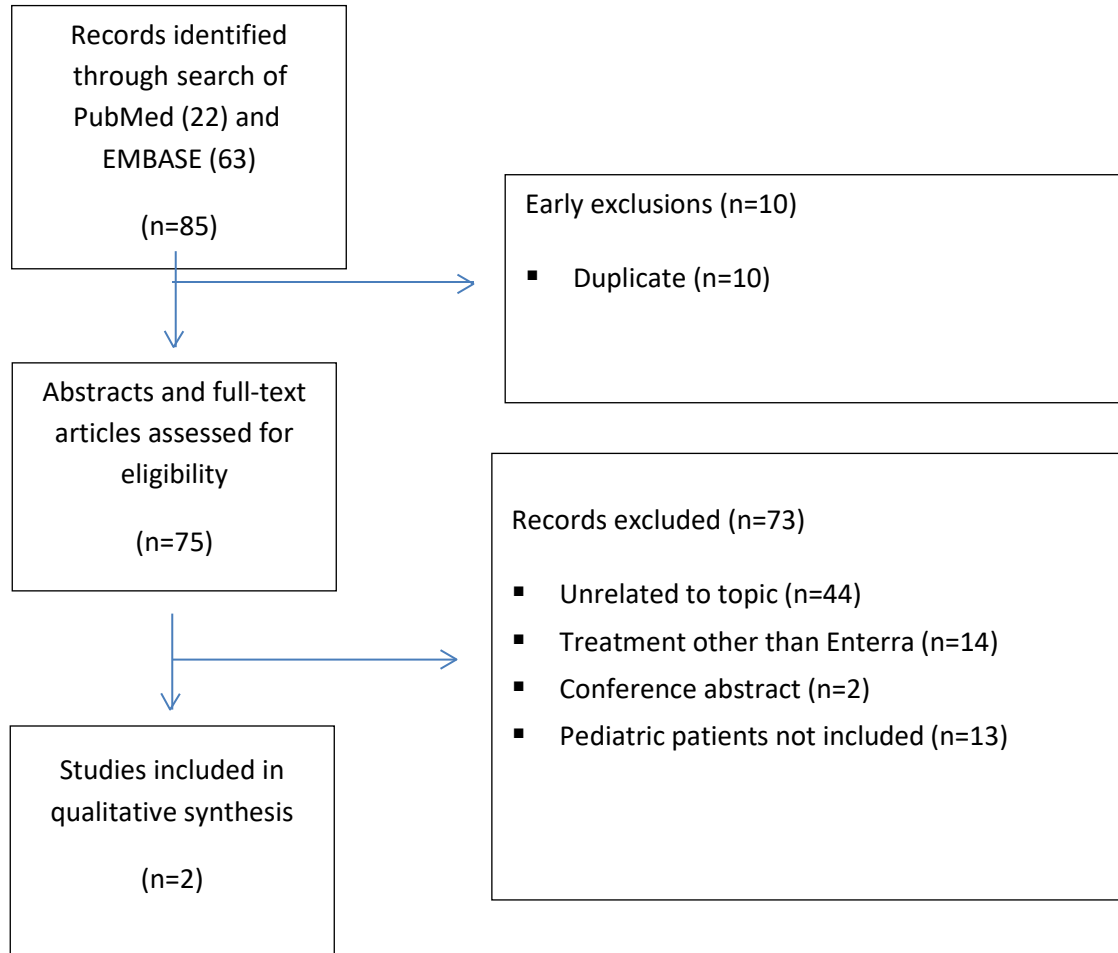 Records identified
through search of
PubMed (22) and
EMBASE (63)
(n=85)
Early exclusions (n=10)
▪ Duplicate (n=10)
Abstracts and full-text
articles assessed for
eligibility
(n=75)
Records excluded (n=73)
▪ Unrelated to topic (n=44)
▪ Treatment other than Enterra (n=14)
▪ Conference abstract (n=2)
▪ Pediatric patients not included (n=13)
Studies included in
qualitative synthesis
(n=2)